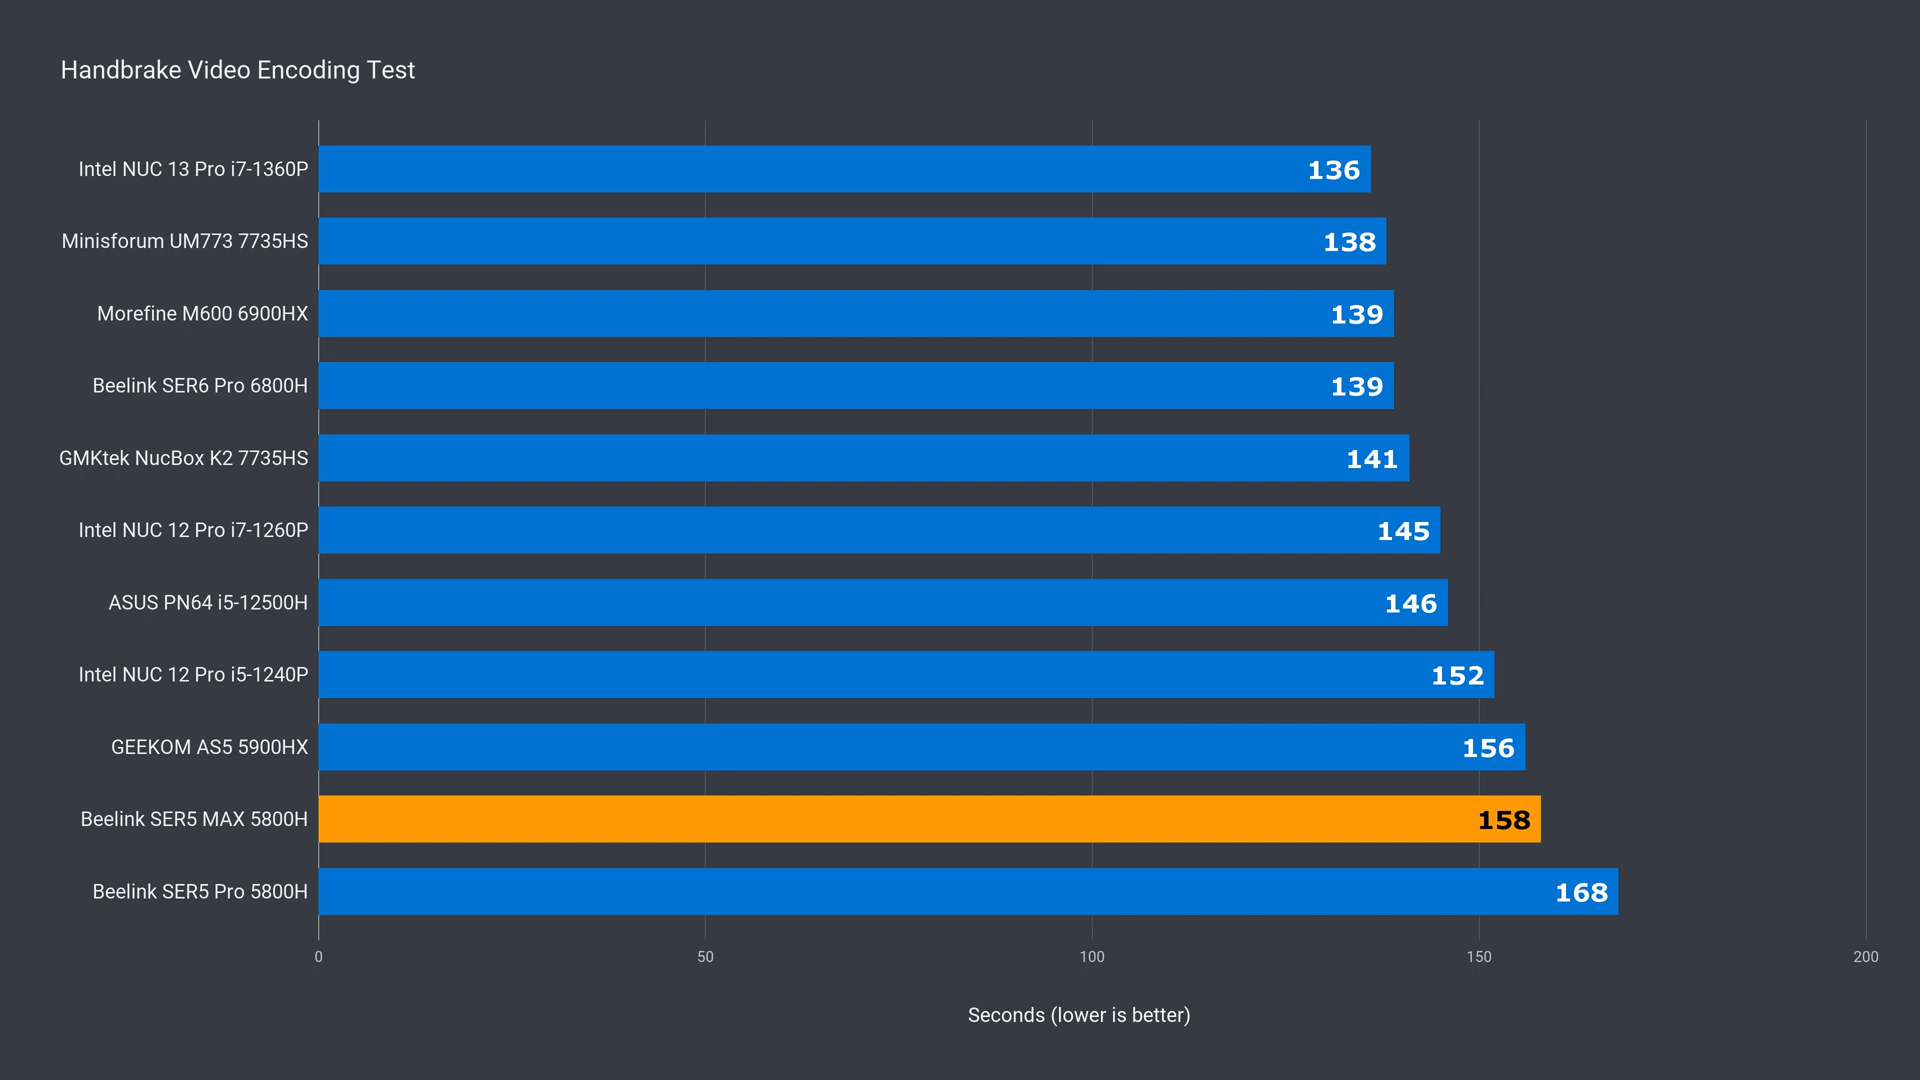 Handbrake Video Encoding Test
Intel NUC 13 Pro i7-1360P 136
Minisforum UM773 7735HS 138
Morefine M600 6900HX 139
Beelink SER6 Pro 6800H 139
GMKtek NucBox K2 7735HS 141
Intel NUC 12 Pro i7-1260P 145
ASUS PN64 i5-12500H 146
Intel NUC 12 Pro i5-1240P 152
GEEKOM AS5 5900HX 156
Beelink SER5 MAX 5800H 158
Beelink SER5 Pro 5800H 168
0 50 100 150 200
Seconds (lower is better)